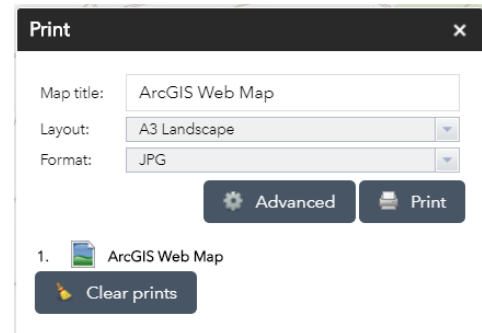 Print
Map title: ArcGIS Web Map
Layout: A3 Landscape
Format: JPG
Advanced Print
1. ArcGIS Web Map
Clear prints